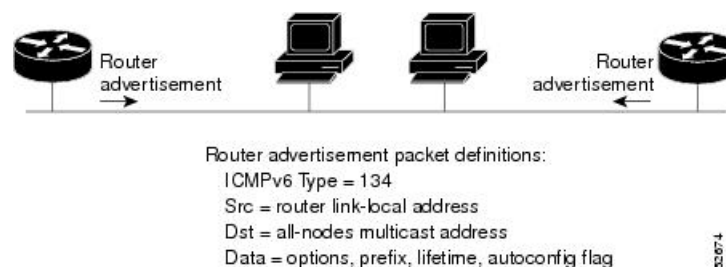 Router
advertisement
Router
advertisement
Router advertisement packet definitions:
ICMPv6 Type = 134
Src = router link-local address
Dst = all-nodes multicast address
Data = options, prefix, lifetime, autoconfig flag
52674